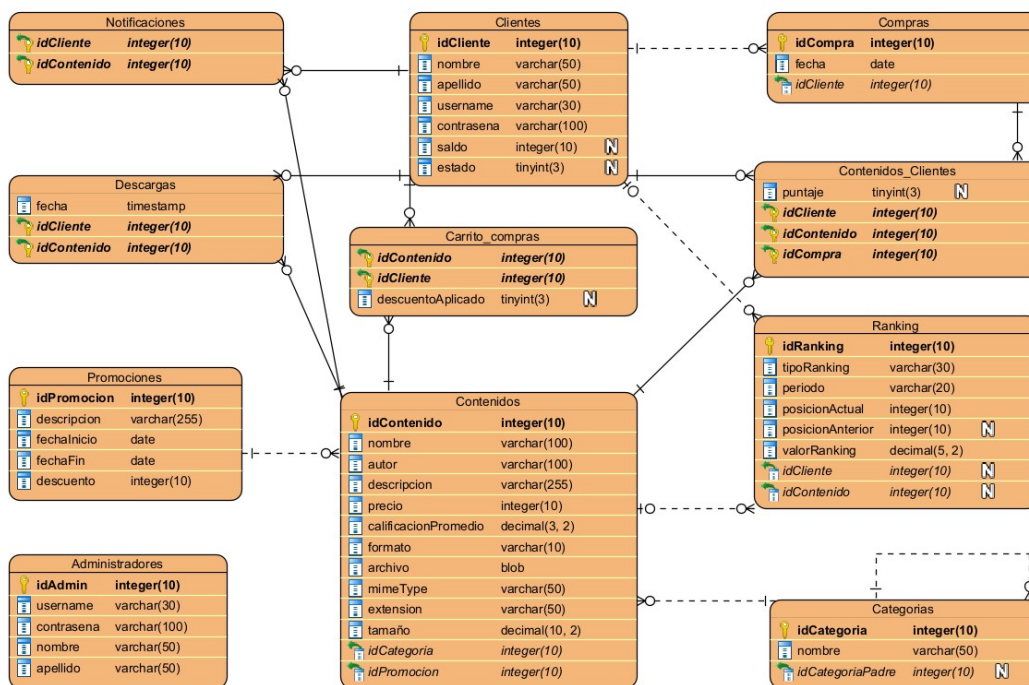 Notificaciones
idCliente integer(10)
idContenido integer(10)
Clientes
idCliente integer(10)
nombre varchar(50)
apellido varchar(50)
username varchar(30)
contrasena varchar(100)
saldo integer(10) N
estado tinyint(3) N
Compras
idCompra integer(10)
fecha date
idCliente integer(10)
Descargas
fecha timestamp
idCliente integer(10)
idContenido integer(10)
Carrito_compras
idContenido integer(10)
idCliente integer(10)
descuentoAplicado tinyint(3) N
Contenidos_Clientes
puntaje tinyint(3) N
idCliente integer(10)
idContenido integer(10)
idCompra integer(10)
Ranking
idRanking integer(10)
tipoRanking varchar(30)
periodo varchar(20)
posicionActual integer(10)
posicionAnterior integer(10) N
valorRanking decimal(5, 2)
idCliente integer(10) N
idContenido integer(10) N
Promociones
idPromocion integer(10)
descripcion varchar(255)
fechaInicio date
fechaFin date
descuento integer(10)
Contenidos
idContenido integer(10)
nombre varchar(100)
autor varchar(100)
descripcion varchar(255)
precio integer(10)
calificacionPromedio decimal(3, 2)
formato varchar(10)
archivo blob
mimeType varchar(50)
extension varchar(50)
tamaño decimal(10, 2)
idCategoria integer(10)
idPromocion integer(10)
Administradores
idAdmin integer(10)
username varchar(30)
contrasena varchar(100)
nombre varchar(50)
apellido varchar(50)
Categorias
idCategoria integer(10)
nombre varchar(50)
idCategoriaPadre integer(10) N